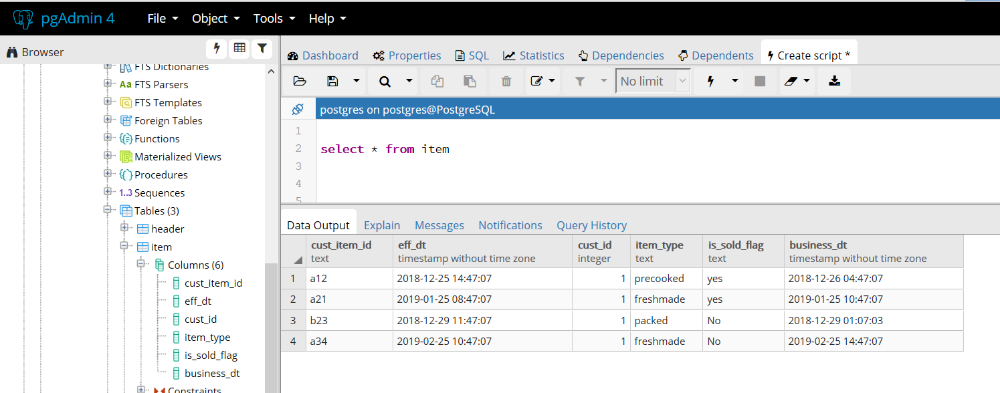 pgAdmin 4 File Object Tools Help
Browser
Dashboard Properties SQL Statistics Dependencies Dependents Create script *
FTS Dictionaries
Aa FTS Parsers
FTS Templates
Foreign Tables
Functions
Materialized Views
Procedures
1..3 Sequences
Tables (3)
header
item
Columns (6)
cust_item_id
eff_dt
cust_id
item_type
is_sold_flag
business_dt
Constraints
No limit
postgres on postgres@PostgreSQL
1
2 select * from item
3
4
5
Data Output Explain Messages Notifications Query History
cust_item_id eff_dt cust_id item_type is_sold_flag business_dt
text timestamp without time zone integer text text timestamp without time zone
1 a12 2018-12-25 14:47:07 1 precooked yes 2018-12-26 04:47:07
2 a21 2019-01-25 08:47:07 1 freshmade yes 2019-01-25 10:47:07
3 b23 2018-12-29 11:47:07 1 packed No 2018-12-29 01:07:03
4 a34 2019-02-25 10:47:07 1 freshmade No 2019-02-25 14:47:07